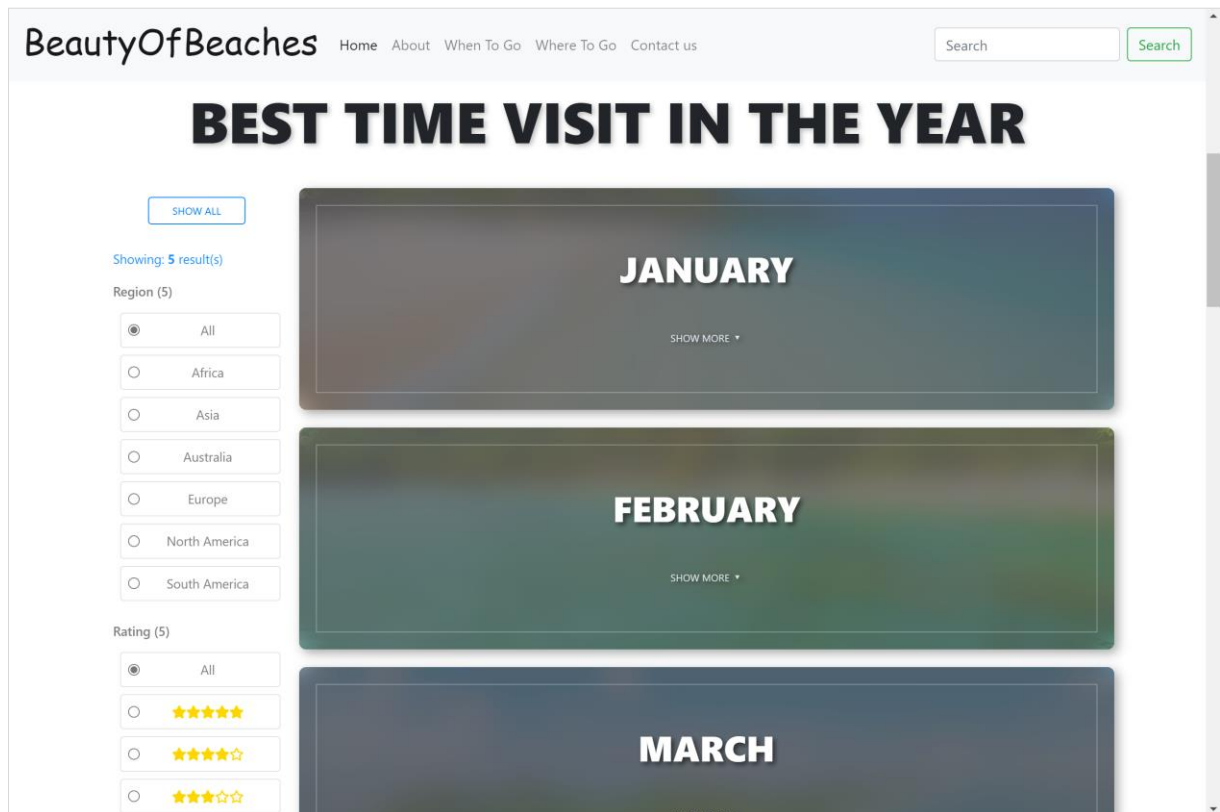 BeautyOfBeaches Home About When To Go Where To Go Contact us Search Search
BEST TIME VISIT IN THE YEAR
SHOW ALL
Showing: 5 result(s)
Region (5)
All
Africa
Asia
Australia
Europe
North America
South America
Rating (5)
All
JANUARY
SHOW MORE ▾
FEBRUARY
SHOW MORE ▾
MARCH